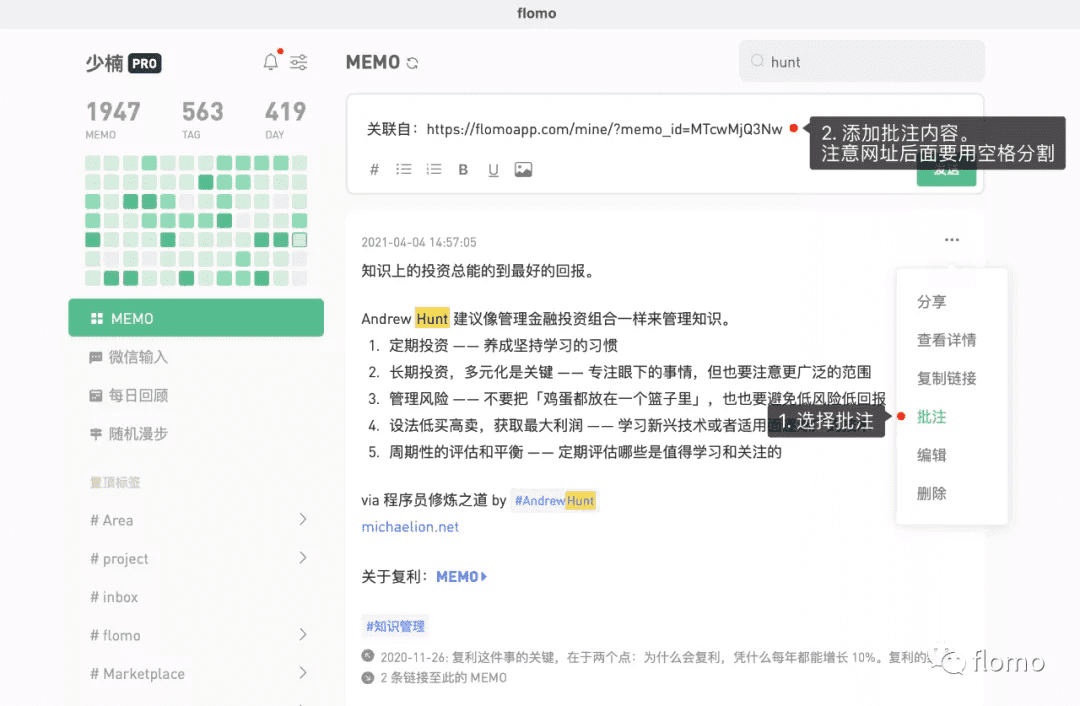 flomo
少楠 PRO
1947 563 419
MEMO TAG DAY
MEMO
微信输入
每日回顾
随机漫步
置顶标签
# Area
# project
# inbox
# flomo
# Marketplace
MEMO
hunt
关联自：https://flomoapp.com/mine/?memo_id=MTcwMjQ3Nw
2. 添加批注内容。
注意网址后面要用空格分割
# B U
发送
2021-04-04 14:57:05
知识上的投资总能的到最好的回报。
Andrew Hunt 建议像管理金融投资组合一样来管理知识。
1. 定期投资 —— 养成坚持学习的习惯
2. 长期投资，多元化是关键 —— 专注眼下的事情，但也要注意更广泛的范围
3. 管理风险 —— 不要把「鸡蛋都放在一个篮子里」，也也要避免低风险低回报
4. 设法低买高卖，获取最大利润 —— 学习新兴技术或者适用
5. 周期性的评估和平衡 —— 定期评估哪些是值得学习和关注的
via 程序员修炼之道 by #AndrewHunt
michaelion.net
关于复利：MEMO
#知识管理
2020-11-26: 复利这件事的关键，在于两个点：为什么会复利，凭什么每年都能增长 10%。复利的
2 条链接至此的 MEMO
分享
查看详情
复制链接
1. 选择批注
批注
编辑
删除
flomo